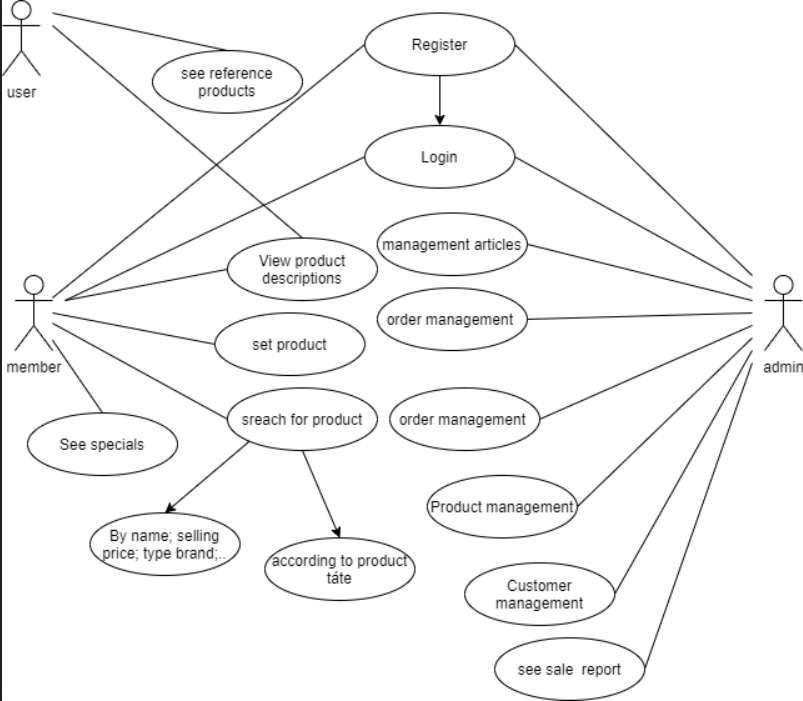 Register
see reference
products
user
Login
management articles
View product
descriptions
order management
member
admin
set product
sreach for product
order management
See specials
Product management
By name; selling
price; type brand;..
according to product
táte
Customer
management
see sale report